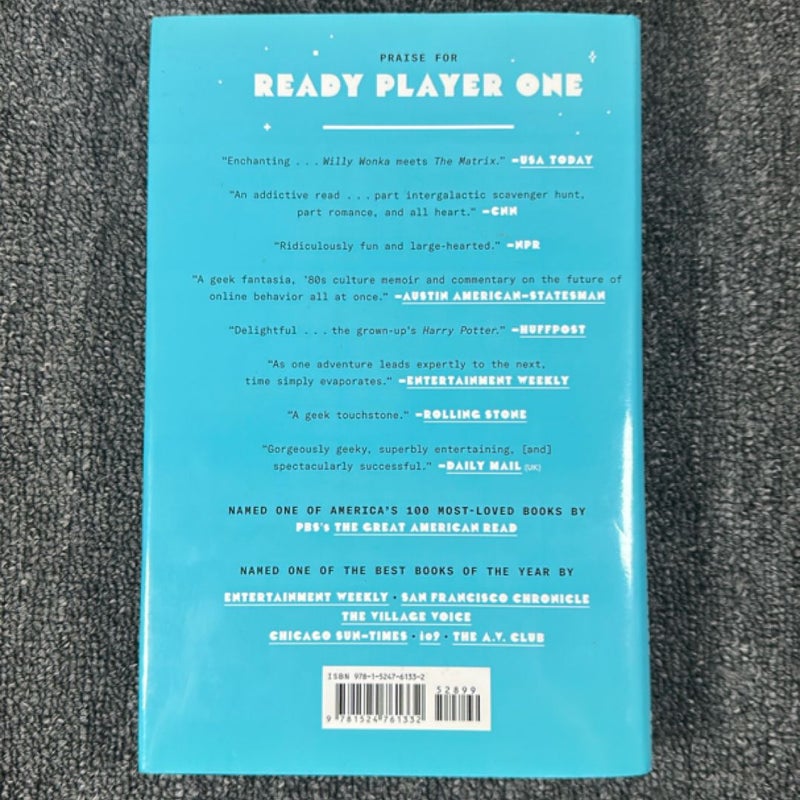 PRAISE FOR
READY PLAYER ONE
“Enchanting . . . Willy Wonka meets The Matrix.” —USA TODAY
“An addictive read . . . part intergalactic scavenger hunt,
part romance, and all heart.” —CNN
“Ridiculously fun and large-hearted.” —NPR
“A geek fantasia, ’80s culture memoir and commentary on the future of
online behavior all at once.” —AUSTIN AMERICAN-STATESMAN
“Delightful . . . the grown-up’s Harry Potter.” —HUFFPOST
“As one adventure leads expertly to the next,
time simply evaporates.” —ENTERTAINMENT WEEKLY
“A geek touchstone.” —ROLLING STONE
“Gorgeously geeky, superbly entertaining, [and]
spectacularly successful.” —DAILY MAIL (UK)
NAMED ONE OF AMERICA’S 100 MOST-LOVED BOOKS BY
PBS’s THE GREAT AMERICAN READ
NAMED ONE OF THE BEST BOOKS OF THE YEAR BY
ENTERTAINMENT WEEKLY · SAN FRANCISCO CHRONICLE
THE VILLAGE VOICE
CHICAGO SUN-TIMES · io9 · THE A.V. CLUB
ISBN 978-1-5247-6133-2
52899
9 781524 761332